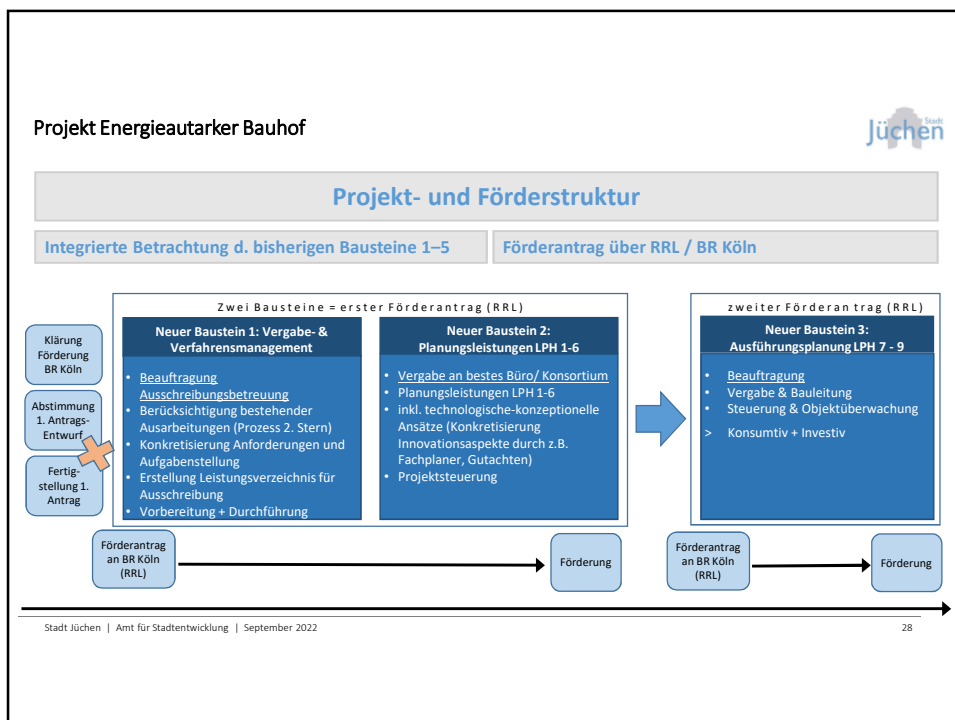 Projekt Energieautarker Bauhof
Stadt
Jüchen
Projekt- und Förderstruktur
Integrierte Betrachtung d. bisherigen Bausteine 1–5
Förderantrag über RRL / BR Köln
Klärung
Förderung
BR Köln
Abstimmung
1. Antrags-
Entwurf
Fertig-
stellung 1.
Antrag
Zwei Bausteine = erster Förderantrag (RRL)
Neuer Baustein 1: Vergabe- &
Verfahrensmanagement
• Beauftragung
Ausschreibungsbetreuung
• Berücksichtigung bestehender
Ausarbeitungen (Prozess 2. Stern)
• Konkretisierung Anforderungen und
Aufgabenstellung
• Erstellung Leistungsverzeichnis für
Ausschreibung
• Vorbereitung + Durchführung
Neuer Baustein 2:
Planungsleistungen LPH 1-6
• Vergabe an bestes Büro/ Konsortium
• Planungsleistungen LPH 1-6
• inkl. technologische-konzeptionelle
Ansätze (Konkretisierung
Innovationsaspekte durch z.B.
Fachplaner, Gutachten)
• Projektsteuerung
zweiter Förderantrag (RRL)
Neuer Baustein 3:
Ausführungsplanung LPH 7 - 9
• Beauftragung
• Vergabe & Bauleitung
• Steuerung & Objektüberwachung
> Konsumtiv + Investiv
Förderantrag
an BR Köln
(RRL)
Förderung
Förderantrag
an BR Köln
(RRL)
Förderung
Stadt Jüchen | Amt für Stadtentwicklung | September 2022
28